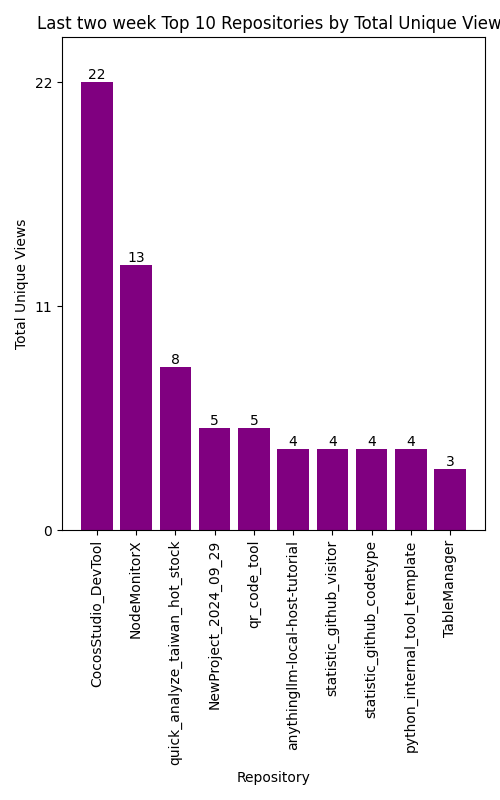 Last two week Top 10 Repositories by Total Unique View
22
13
8
5
5
4
4
4
4
3
22
11
0
Total Unique Views
CocosStudio_DevTool
NodeMonitorX
quick_analyze_taiwan_hot_stock
NewProject_2024_09_29
qr_code_tool
anythingllm-local-host-tutorial
statistic_github_visitor
statistic_github_codetype
python_internal_tool_template
TableManager
Repository